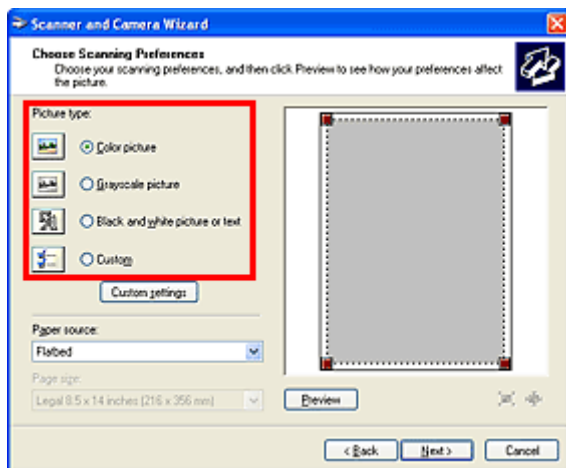 Scanner and Camera Wizard
Choose Scanning Preferences
Choose your scanning preferences, and then click Preview to see how your preferences affect
the picture.
Picture type:
Color picture
Grayscale picture
Black and white picture or text
Custom
Custom settings
Paper source:
Flatbed
Page size:
Legal 8.5 x 14 inches (216 x 356 mm)
Preview
< Back Next > Cancel